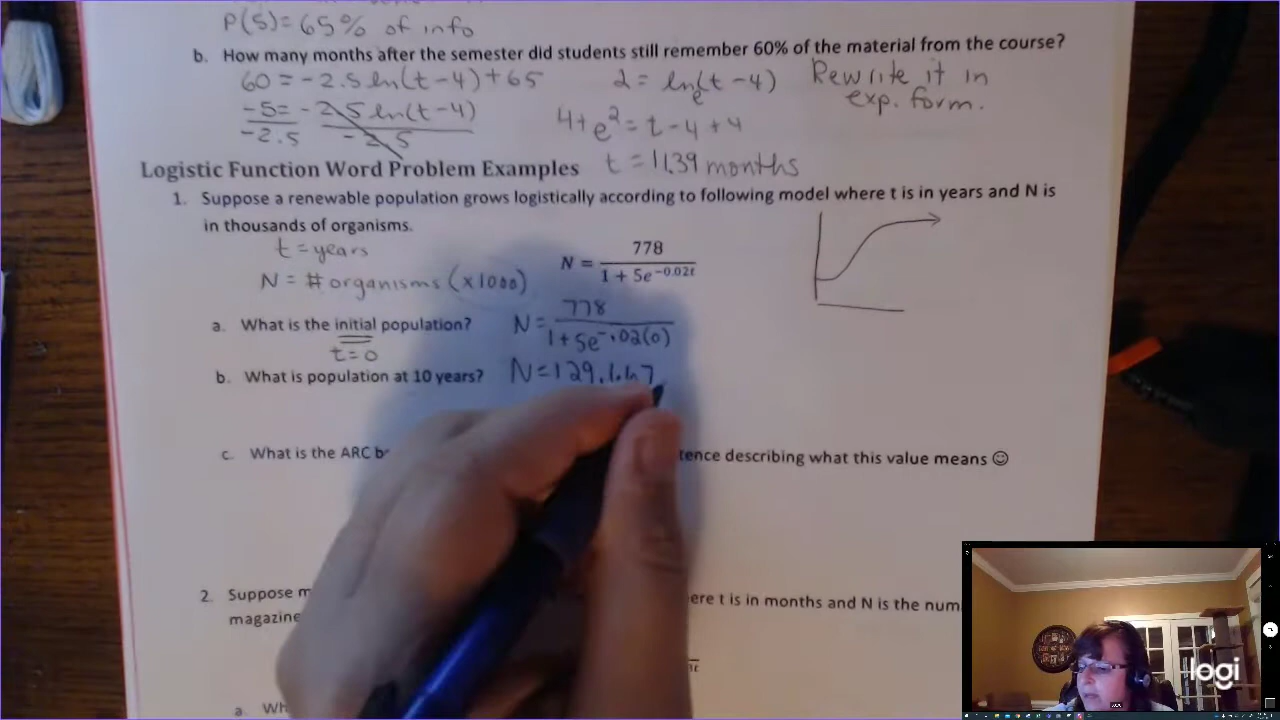 P(5)=65% of info
b. How many months after the semester did students still remember 60% of the material from the course?
60 = -2.5 ln(t-4)+65
2 = ln_e(t-4)
Rewrite it in
exp. form.
-5 = -2.5 ln(t-4)
-2.5 -2.5
4+e^2 = t-4+4
t = 11.39 months
Logistic Function Word Problem Examples
1. Suppose a renewable population grows logistically according to following model where t is in years and N is
in thousands of organisms.
t = years
N = # organisms (x1000)
N = 778 / (1 + 5e^-0.02t)
a. What is the initial population?
t=0
N = 778 / (1+5e^-.02(0))
b. What is population at 10 years?
N=129.667
c. What is the ARC
tence describing what this value means ☺
2. Suppose
ere t is in months and N is the num
magazine
a. Wh
logi